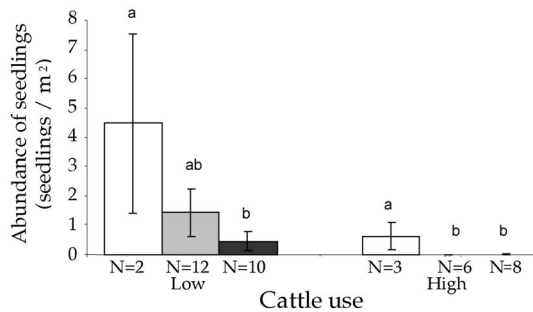 Abundance of seedlings
(seedlings / m²)
8
7
6
5
4
3
2
1
0
a
ab
b
a
b
b
N=2
N=12
N=10
N=3
N=6
N=8
Low
High
Cattle use